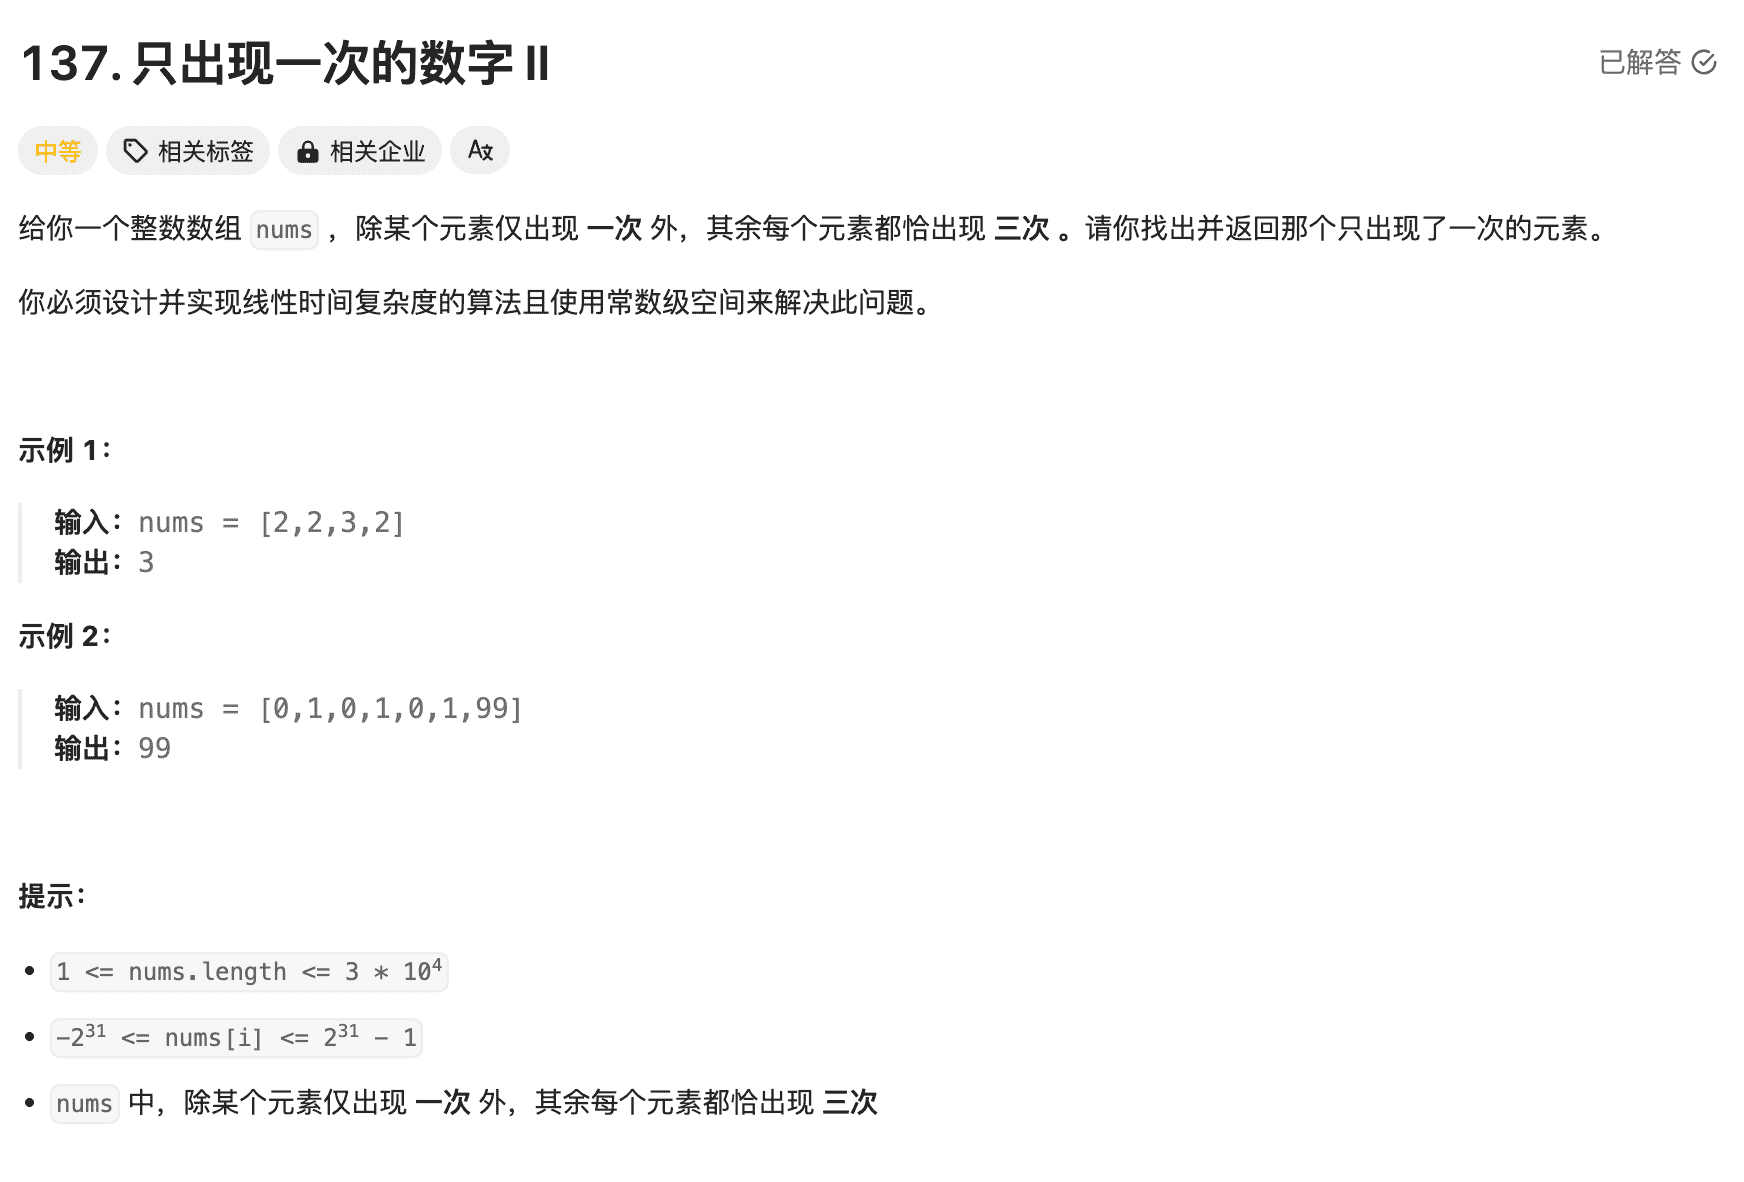 137. 只出现一次的数字 II
已解答
中等 相关标签 相关企业 A文
给你一个整数数组 nums ，除某个元素仅出现 一次 外，其余每个元素都恰出现 三次 。请你找出并返回那个只出现了一次的元素。
你必须设计并实现线性时间复杂度的算法且使用常数级空间来解决此问题。
示例 1：
输入：nums = [2,2,3,2]
输出：3
示例 2：
输入：nums = [0,1,0,1,0,1,99]
输出：99
提示：
• 1 <= nums.length <= 3 * 10⁴
• -2³¹ <= nums[i] <= 2³¹ - 1
• nums 中，除某个元素仅出现 一次 外，其余每个元素都恰出现 三次